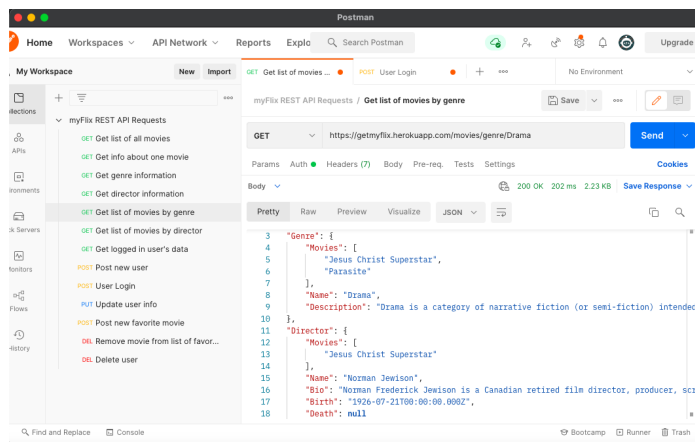 Postman
Home Workspaces API Network Reports Explo Search Postman Upgrade
My Workspace New Import GET Get list of movies ... POST User Login No Environment
ollections
myFlix REST API Requests / Get list of movies by genre Save
myFlix REST API Requests
GET Get list of all movies
GET https://getmyflix.herokuapp.com/movies/genre/Drama Send
APIs
GET Get info about one movie
GET Get genre information
Params Auth Headers (7) Body Pre-req. Tests Settings Cookies
ironments
GET Get director information
Body 200 OK 202 ms 2.23 KB Save Response
GET Get list of movies by genre
Pretty Raw Preview Visualize JSON
ck Servers
GET Get list of movies by director
GET Get logged in user's data
Monitors
POST Post new user
POST User Login
Flows
PUT Update user info
POST Post new favorite movie
History
DEL Remove movie from list of favor...
DEL Delete user
3 "Genre": {
4 "Movies": [
5 "Jesus Christ Superstar",
6 "Parasite"
7 ],
8 "Name": "Drama",
9 "Description": "Drama is a category of narrative fiction (or semi-fiction) intended
10 },
11 "Director": {
12 "Movies": [
13 "Jesus Christ Superstar"
14 ],
15 "Name": "Norman Jewison",
16 "Bio": "Norman Frederick Jewison is a Canadian retired film director, producer, scr
17 "Birth": "1926-07-21T00:00:00.000Z",
18 "Death": null
Find and Replace Console Bootcamp Runner Trash